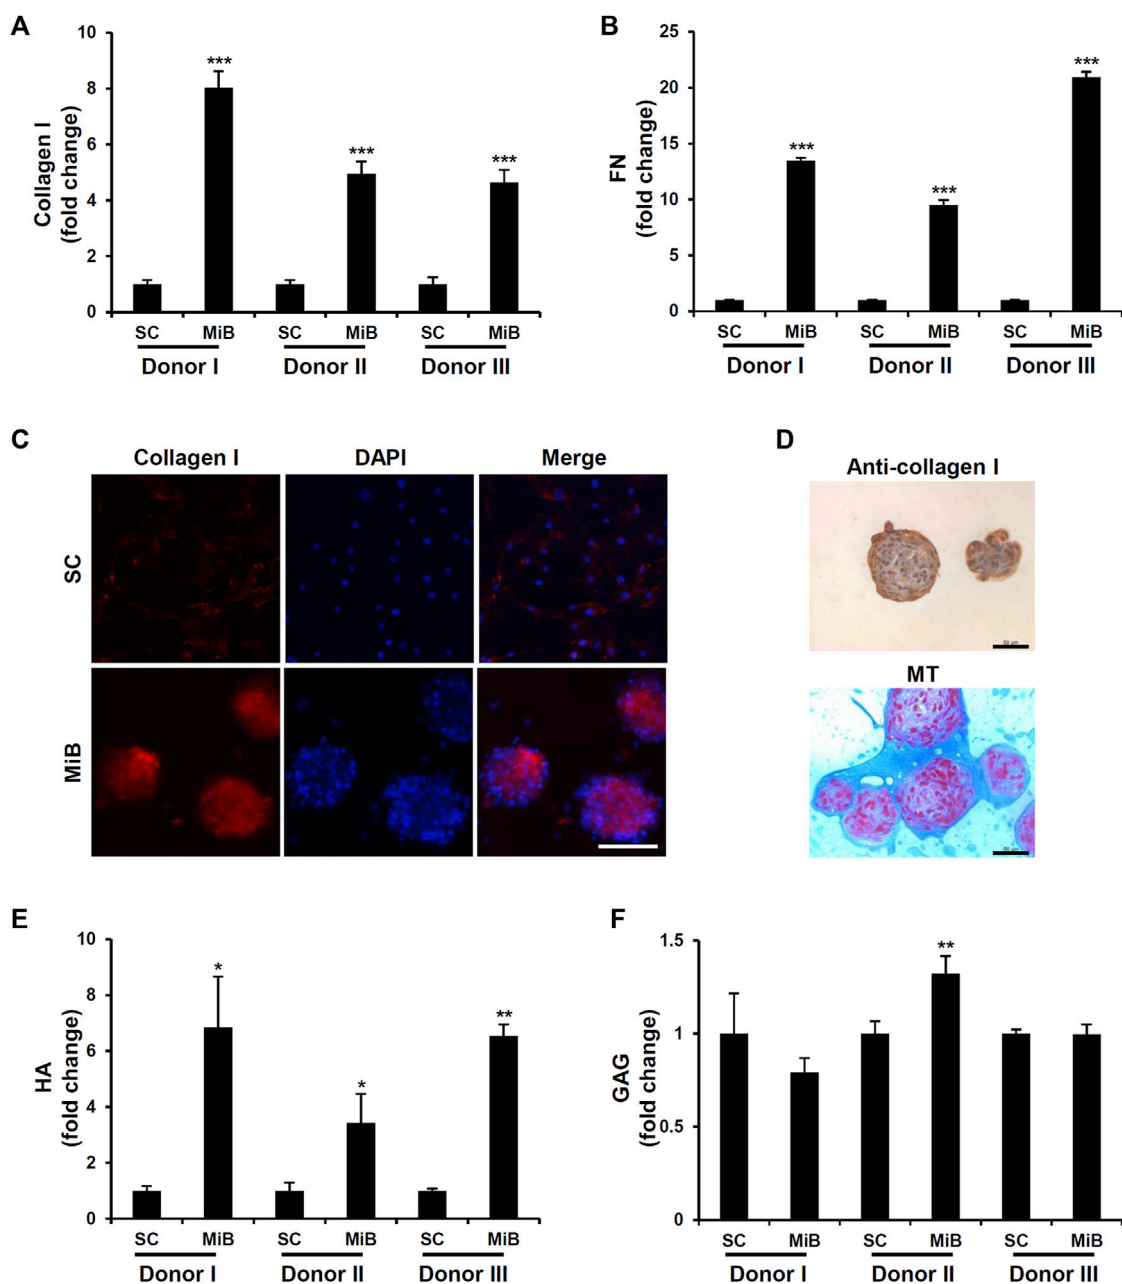 A
Collagen I
(fold change)
10
8
6
4
2
0
***
***
***
SC MiB SC MiB SC MiB
Donor I Donor II Donor III
B
FN
(fold change)
25
20
15
10
5
0
***
***
***
SC MiB SC MiB SC MiB
Donor I Donor II Donor III
C
Collagen I DAPI Merge
SC
MiB
D
Anti-collagen I
50 µm
MT
50 µm
E
HA
(fold change)
10
8
6
4
2
0
*
*
**
SC MiB SC MiB SC MiB
Donor I Donor II Donor III
F
GAG
(fold change)
1.5
1
0.5
0
**
SC MiB SC MiB SC MiB
Donor I Donor II Donor III